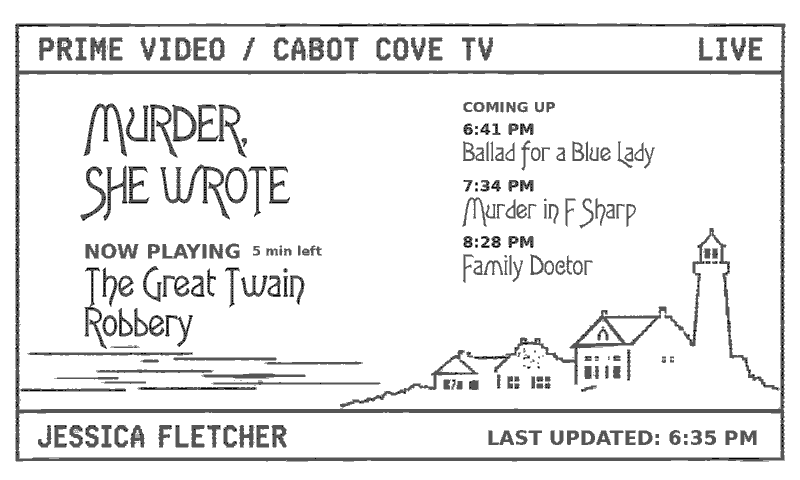 PRIME VIDEO / CABOT COVE TV
LIVE
MURDER,
SHE WROTE
NOW PLAYING 5 min left
The Great Twain
Robbery
COMING UP
6:41 PM
Ballad for a Blue Lady
7:34 PM
Murder in F Sharp
8:28 PM
Family Doctor
JESSICA FLETCHER
LAST UPDATED: 6:35 PM